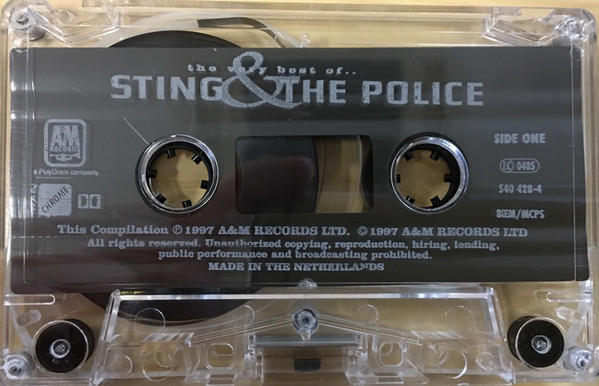 the very best of...
STING & THE POLICE
A&M
RECORDS
a PolyGram company
CHROME
SIDE ONE
LC 0485
540 428-4
BIEM/MCPS
This Compilation ℗ 1997 A&M RECORDS LTD. © 1997 A&M RECORDS LTD
All rights reserved. Unauthorized copying, reproduction, hiring, lending,
public performance and broadcasting prohibited.
MADE IN THE NETHERLANDS